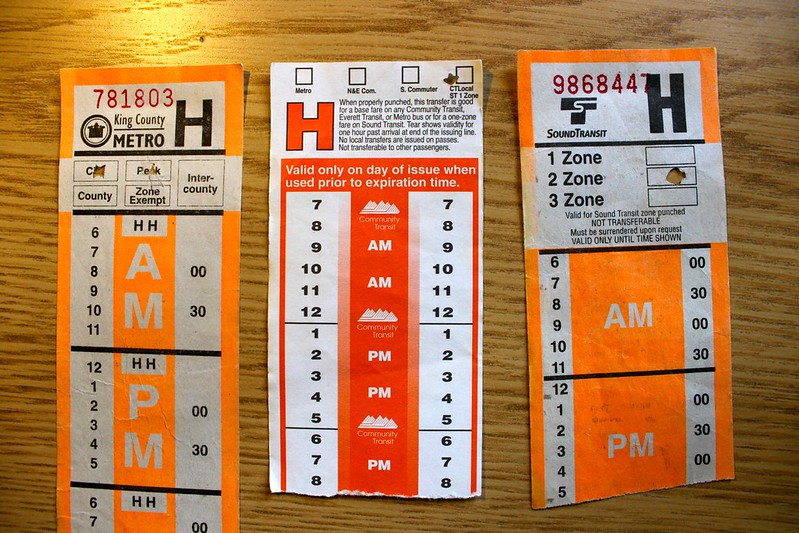 781803
H
King County
METRO
City Peak Inter-
county
County Zone
Exempt
H H
6
7
8
9
10
11
AM
00
30
H H
12
1
2
3
4
5
PM
00
30
H H
6
7
00
Metro N&E Com. S. Commuter CTLocal
ST 1 Zone
H
When properly punched, this transfer is good
for a base fare on any Community Transit,
Everett Transit, or Metro bus or for a one-zone
fare on Sound Transit. Tear shows validity for
one hour past arrival at end of the issuing line.
No local transfers are issued on passes.
Not transferable to other passengers.
Valid only on day of issue when
used prior to expiration time.
7 Community
Transit 7
8 8
9 AM 9
10 10
11 AM 11
12 Community
Transit 12
1 1
2 PM 2
3 3
4 PM 4
5 Community
Transit 5
6 6
7 PM 7
8 8
9868447
H
ST
SOUNDTRANSIT
1 Zone
2 Zone
3 Zone
Valid for Sound Transit zone punched
NOT TRANSFERABLE
Must be surrendered upon request
VALID ONLY UNTIL TIME SHOWN
6
7
8
9
10
11
AM
00
30
00
30
12
1
2
3
4
5
PM
00
30
00